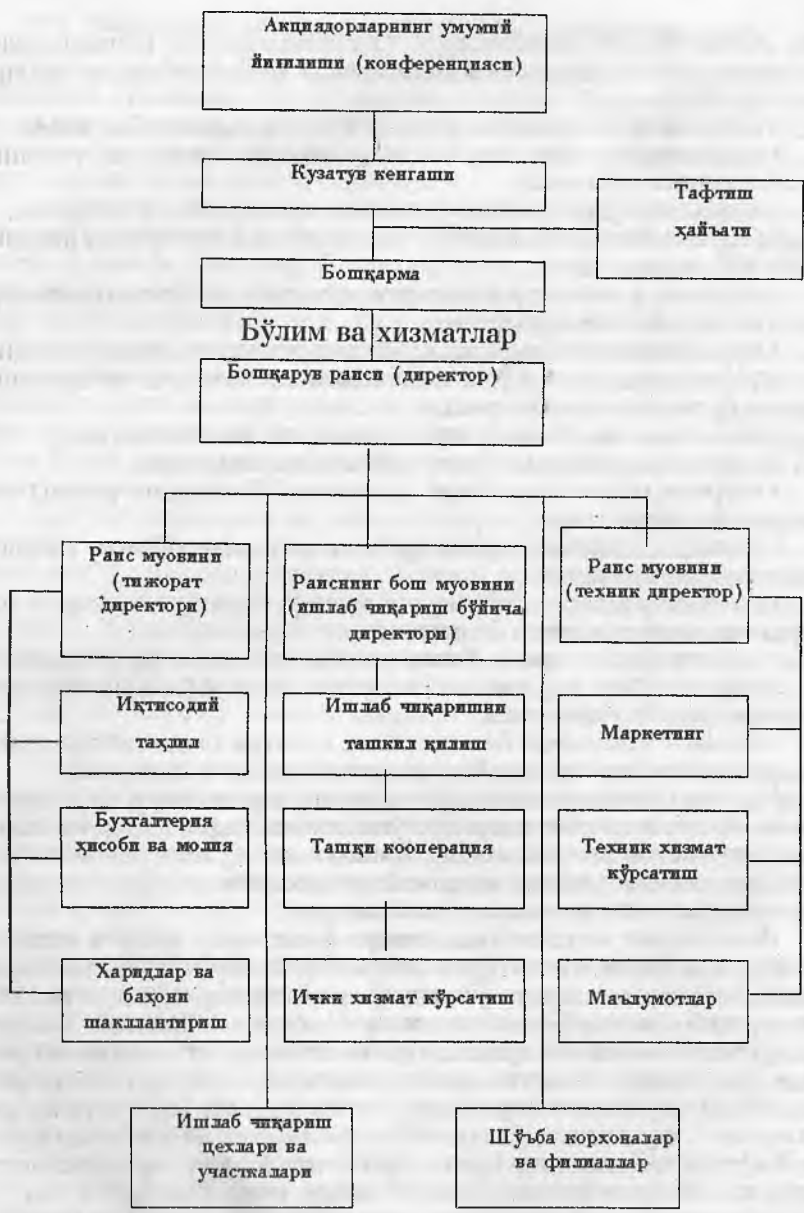 Акциядорларнинг умумий
йиғилиши (конференцияси)
Кузатув кенгаши
Тафтиш
ҳайъати
Бошқарма
Бўлим ва хизматлар
Бошқарув раиси (директор)
Раис муовини
(тижорат
директори)
Раиснинг бош муовини
(ишлаб чиқариш бўйича
директори)
Раис муовини
(техник директор)
Иқтисодий
таҳлил
Ишлаб чиқаришни
ташкил қилиш
Маркетинг
Бухгалтерия
ҳисоби ва молия
Ташқи кооперация
Техник хизмат
кўрсатиш
Харидлар ва
баҳони
шакллантириш
Ички хизмат кўрсатиш
Маълумотлар
Ишлаб чиқариш
цехлари ва
участкалари
Шўъба корхоналар
ва филиаллар